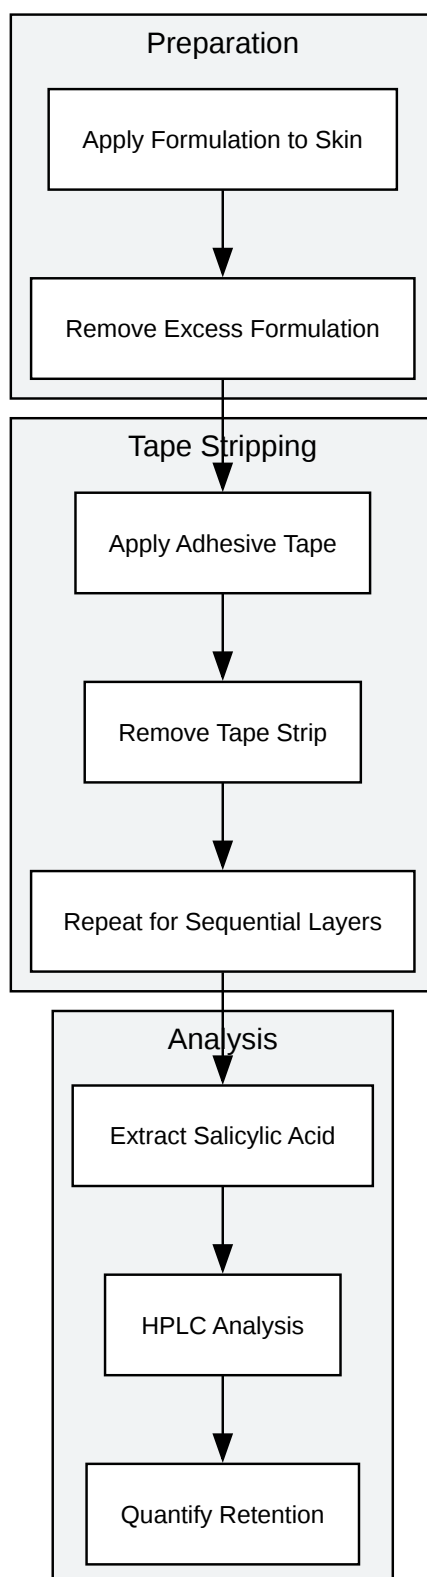 Preparation
Apply Formulation to Skin
Remove Excess Formulation
Tape Stripping
Apply Adhesive Tape
Remove Tape Strip
Repeat for Sequential Layers
Analysis
Extract Salicylic Acid
HPLC Analysis
Quantify Retention